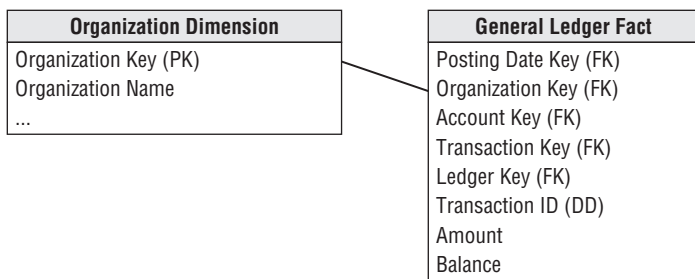 Organization Dimension
Organization Key (PK)
Organization Name
...
General Ledger Fact
Posting Date Key (FK)
Organization Key (FK)
Account Key (FK)
Transaction Key (FK)
Ledger Key (FK)
Transaction ID (DD)
Amount
Balance